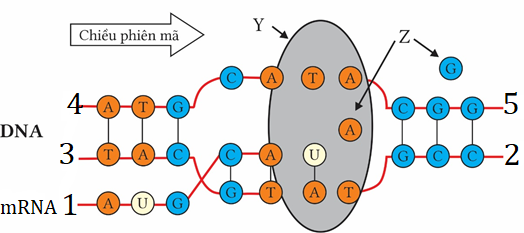 Chiều phiên mã
Y
Z
G
4 A T G C A T A C G G 5
DNA
A
3 T A C C A U G C C 2
G T A T
mRNA 1 A U G